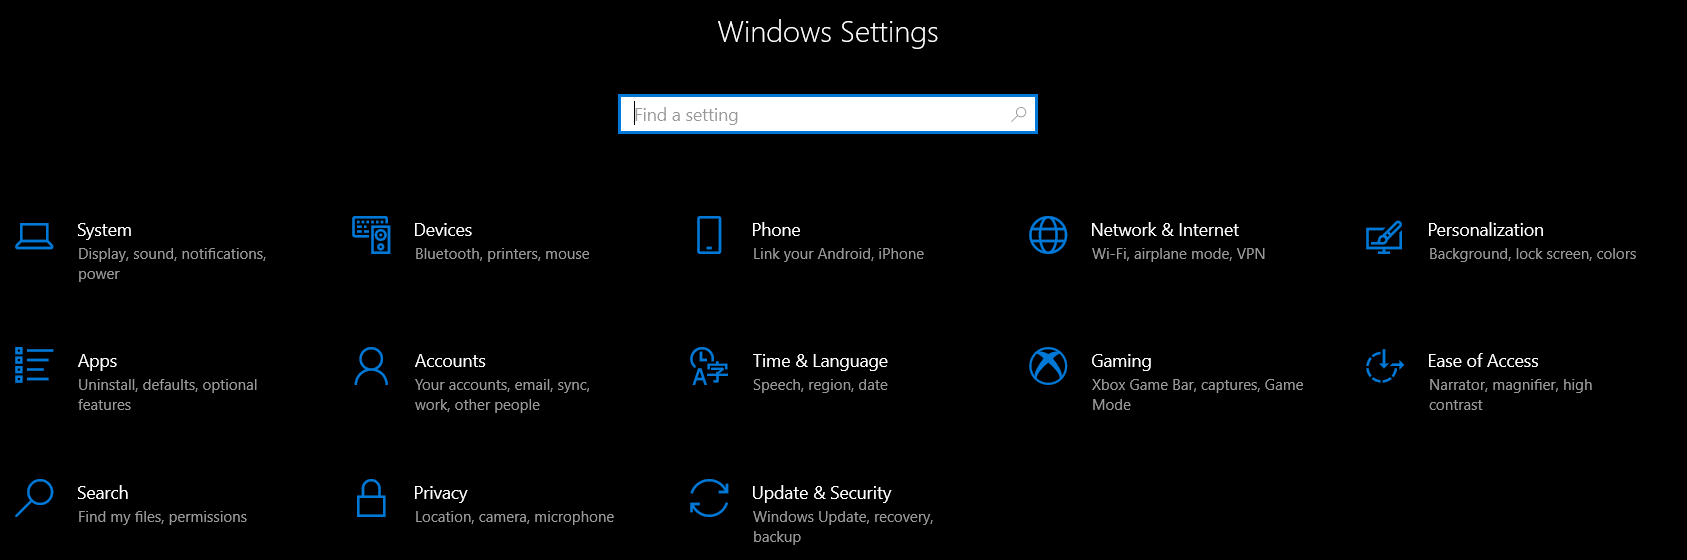 Windows Settings
Find a setting
System
Display, sound, notifications,
power
Devices
Bluetooth, printers, mouse
Phone
Link your Android, iPhone
Network & Internet
Wi-Fi, airplane mode, VPN
Personalization
Background, lock screen, colors
Apps
Uninstall, defaults, optional
features
Accounts
Your accounts, email, sync,
work, other people
Time & Language
Speech, region, date
Gaming
Xbox Game Bar, captures, Game
Mode
Ease of Access
Narrator, magnifier, high
contrast
Search
Find my files, permissions
Privacy
Location, camera, microphone
Update & Security
Windows Update, recovery,
backup